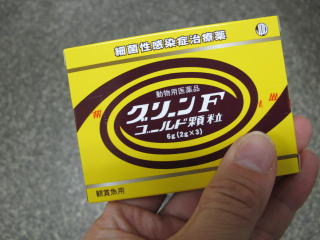 細菌性感染症治療薬
動物用医薬品
グリーンF
ゴールド顆粒
6g(2g×3)
観賞魚用